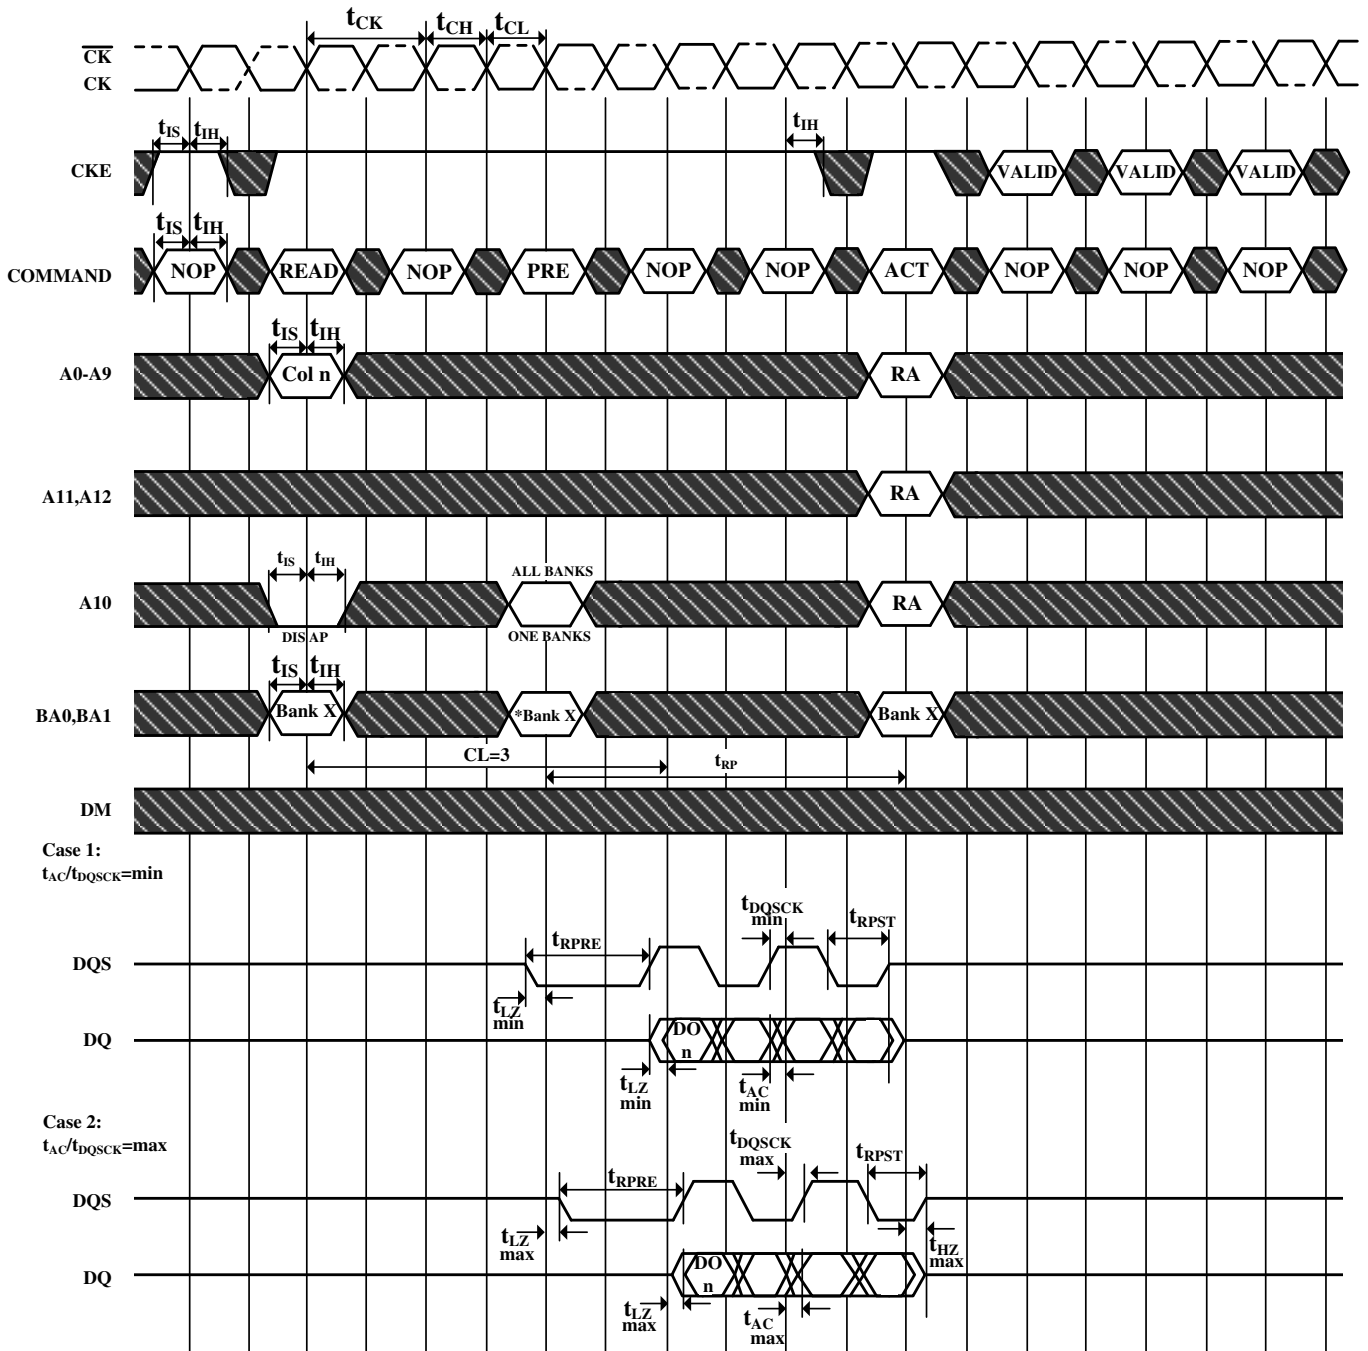 tCK tCH tCL
CK
CK
tIS tIH tIH
CKE VALID VALID VALID
tIS tIH
COMMAND NOP READ NOP PRE NOP NOP ACT NOP NOP NOP
tIS tIH
A0-A9 Col n RA
A11,A12 RA
tIS tIH ALL BANKS
A10 RA
DIS AP ONE BANKS
tIS tIH
BA0,BA1 Bank X *Bank X Bank X
CL=3 tRP
DM
Case 1:
tAC/tDQSCK=min
tDQSCK min tRPST
tRPRE
DQS
tLZ min
DQ DO n
tLZ min tAC min
Case 2:
tAC/tDQSCK=max
tDQSCK max tRPST
tRPRE
DQS
tLZ max tHZ max
DQ DO n
tLZ max tAC max